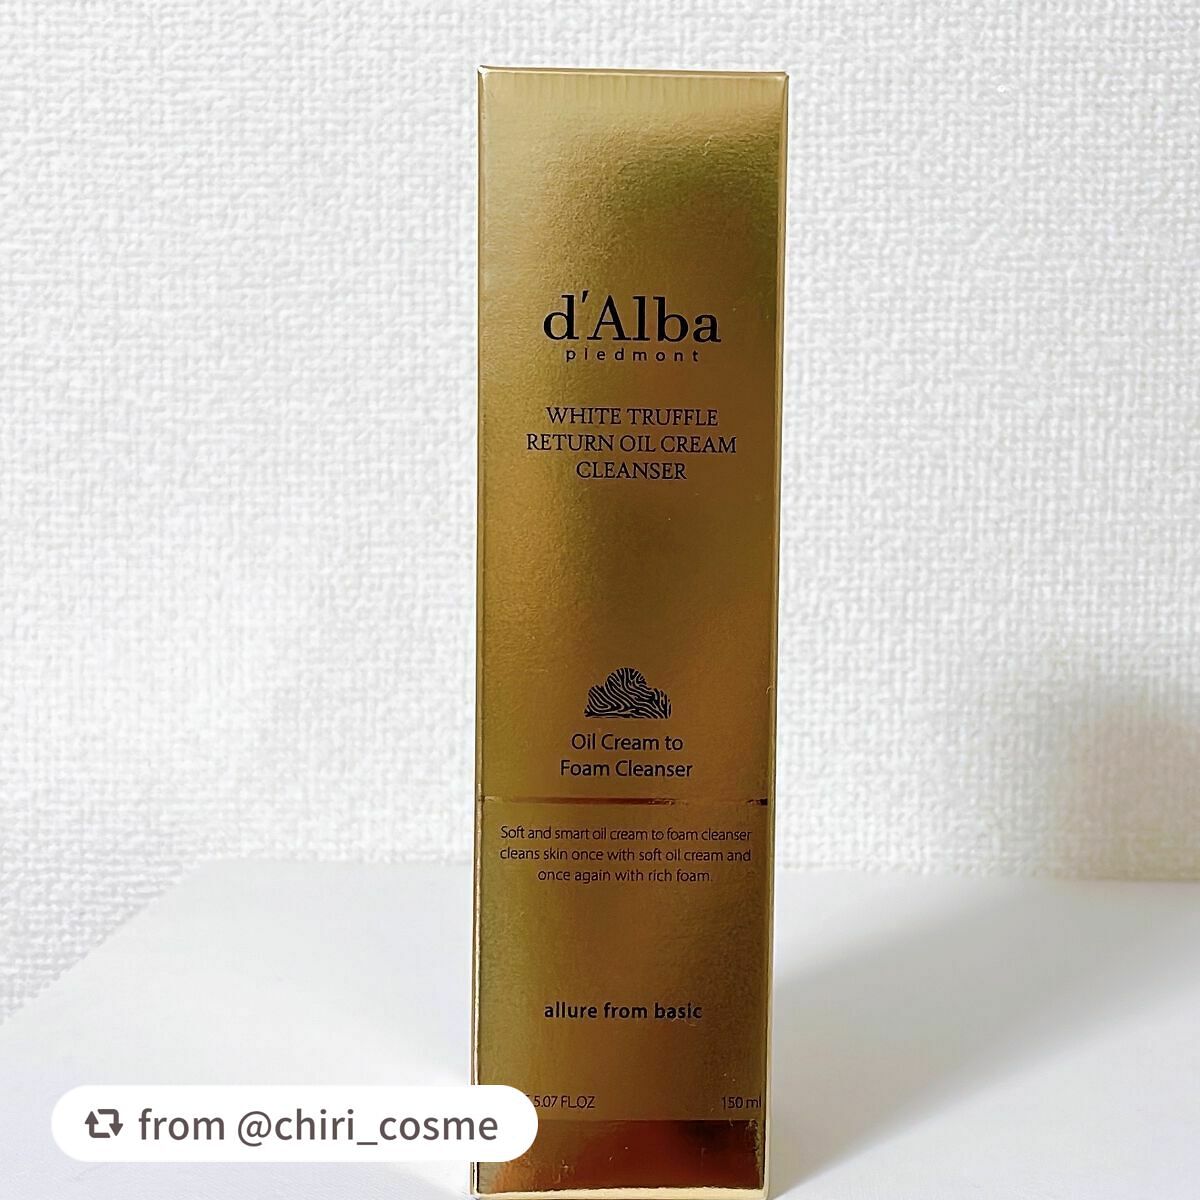 d'Alba
piedmont
WHITE TRUFFLE
RETURN OIL CREAM
CLEANSER
Oil Cream to
Foam Cleanser
Soft and smart oil cream to foam cleanser
cleans skin once with soft oil cream and
once again with rich foam.
allure from basic
5.07 FL.OZ 150 ml
from @chiri_cosme